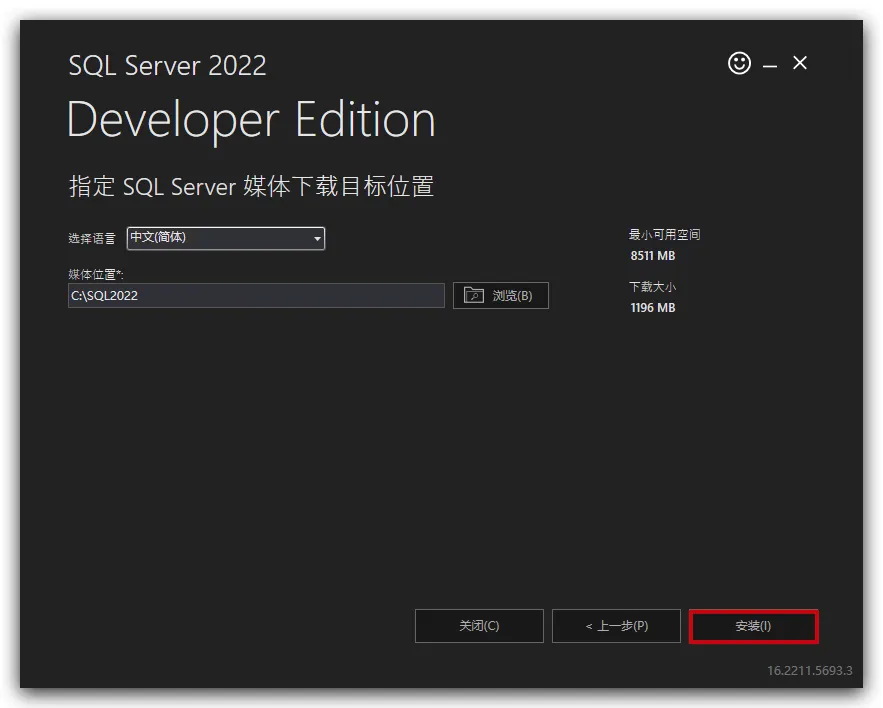 SQL Server 2022
Developer Edition
指定 SQL Server 媒体下载目标位置
选择语言 中文(简体)
最小可用空间
8511 MB
媒体位置*:
C:\SQL2022 浏览(B)
下载大小
1196 MB
关闭(C) < 上一步(P) 安装(I)
16.2211.5693.3